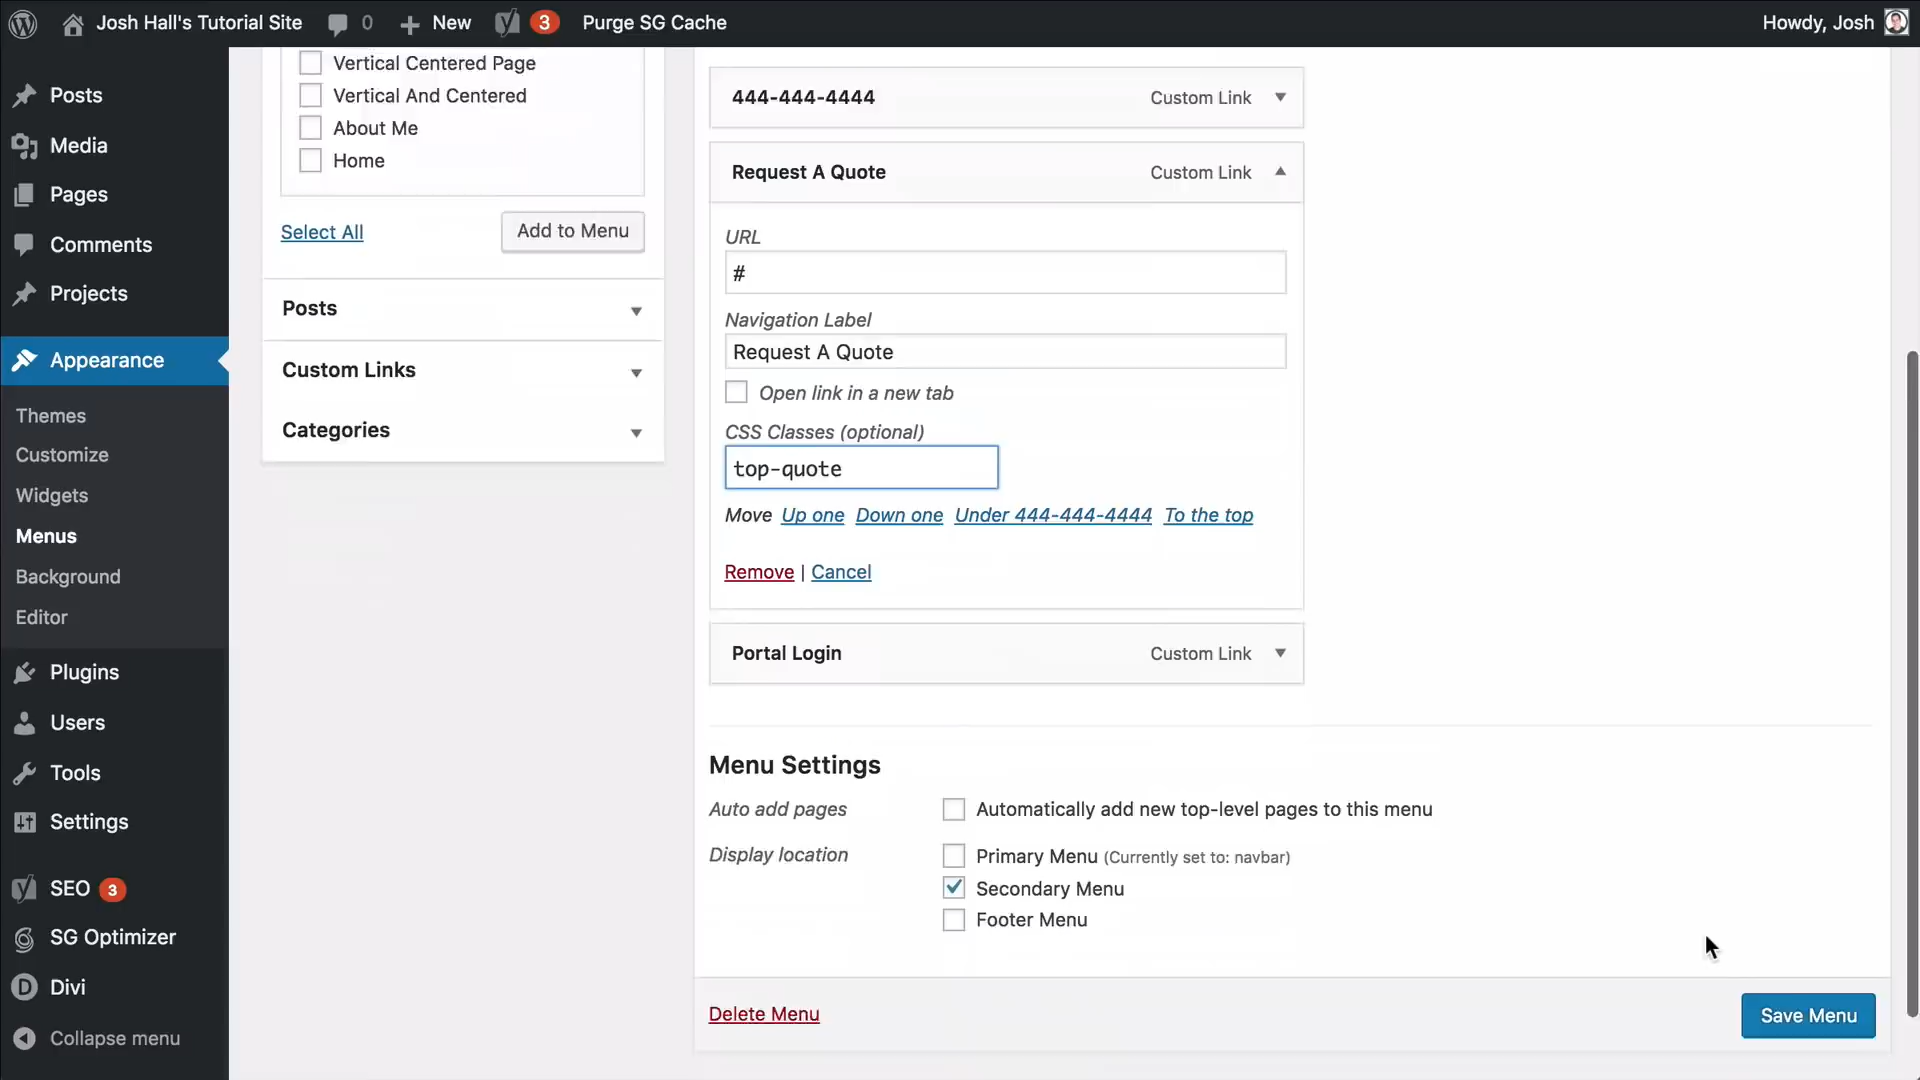 Josh Hall's Tutorial Site 0 New 3 Purge SG Cache Howdy, Josh
Posts
Media
Pages
Comments
Projects
Appearance
Themes
Customize
Widgets
Menus
Background
Editor
Plugins
Users
Tools
Settings
SEO 3
SG Optimizer
Divi
Collapse menu
Vertical Centered Page
Vertical And Centered
About Me
Home
Select All Add to Menu
Posts
Custom Links
Categories
444-444-4444 Custom Link
Request A Quote Custom Link
URL
#
Navigation Label
Request A Quote
Open link in a new tab
CSS Classes (optional)
top-quote
Move Up one Down one Under 444-444-4444 To the top
Remove | Cancel
Portal Login Custom Link
Menu Settings
Auto add pages Automatically add new top-level pages to this menu
Display location Primary Menu (Currently set to: navbar)
Secondary Menu
Footer Menu
Delete Menu Save Menu